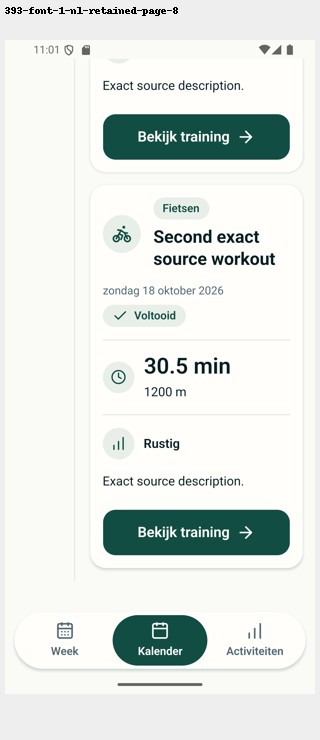 393-font-1-nl-retained-page-8
11:01
Exact source description.
Bekijk training
Fietsen
Second exact
source workout
zondag 18 oktober 2026
Voltooid
30.5 min
1200 m
Rustig
Exact source description.
Bekijk training
Week
Kalender
Activiteiten